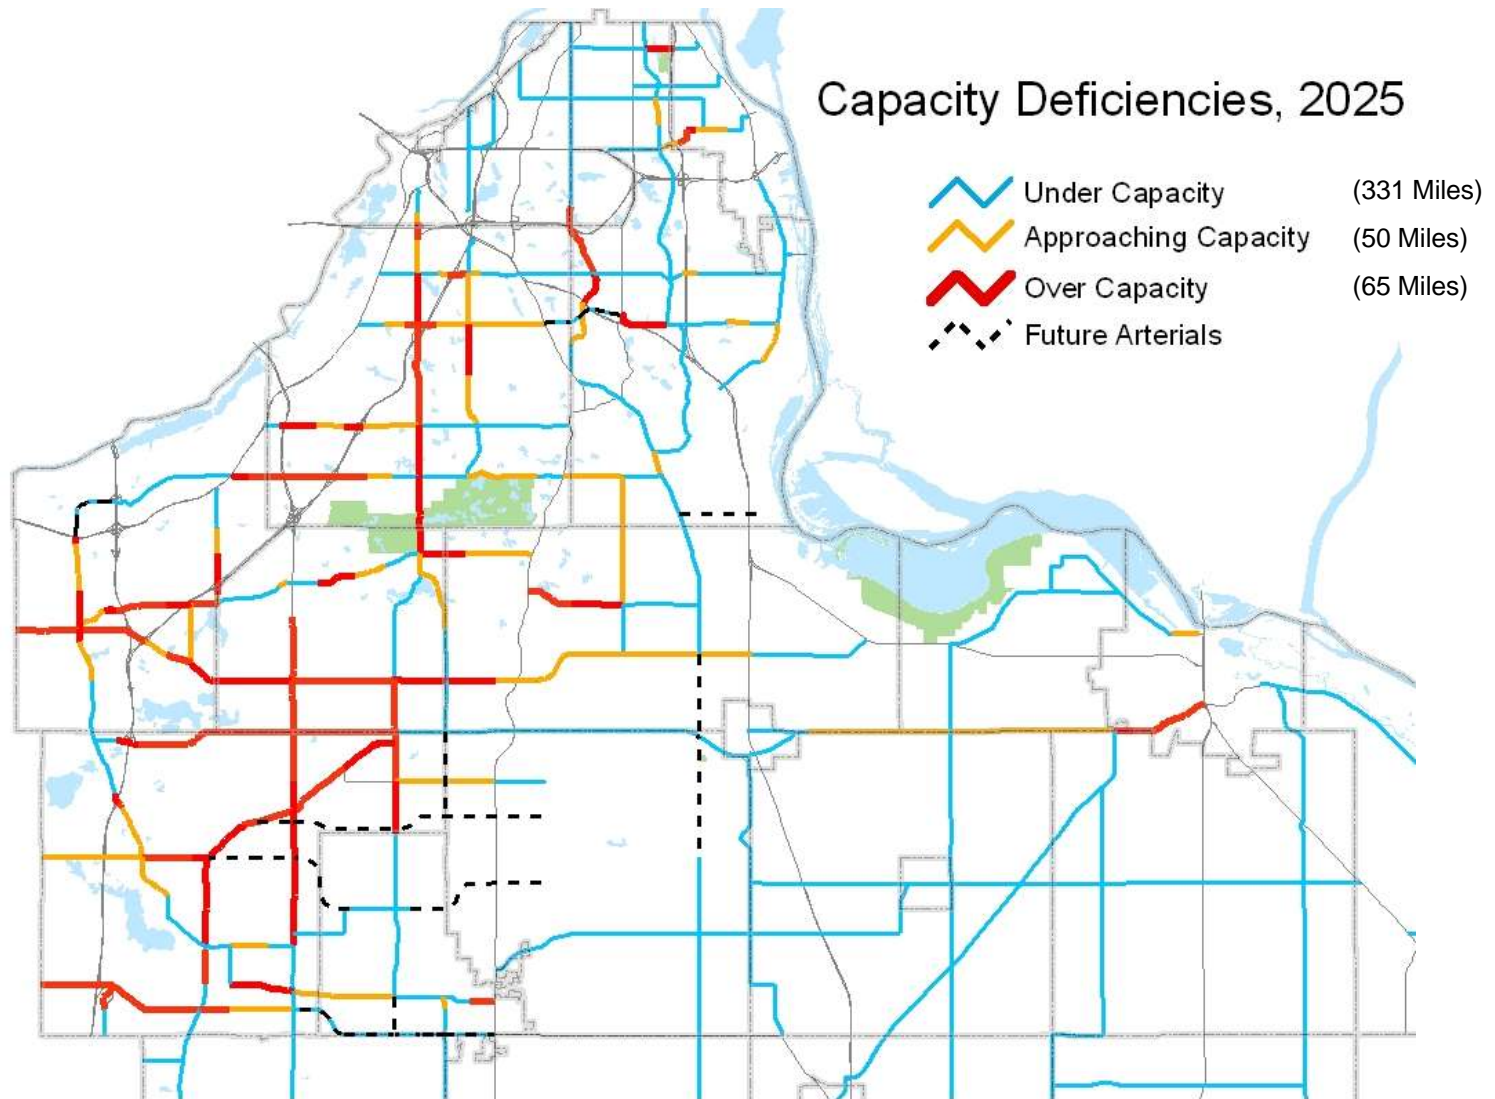 Capacity Deficiencies, 2025
Under Capacity (331 Miles)
Approaching Capacity (50 Miles)
Over Capacity (65 Miles)
Future Arterials